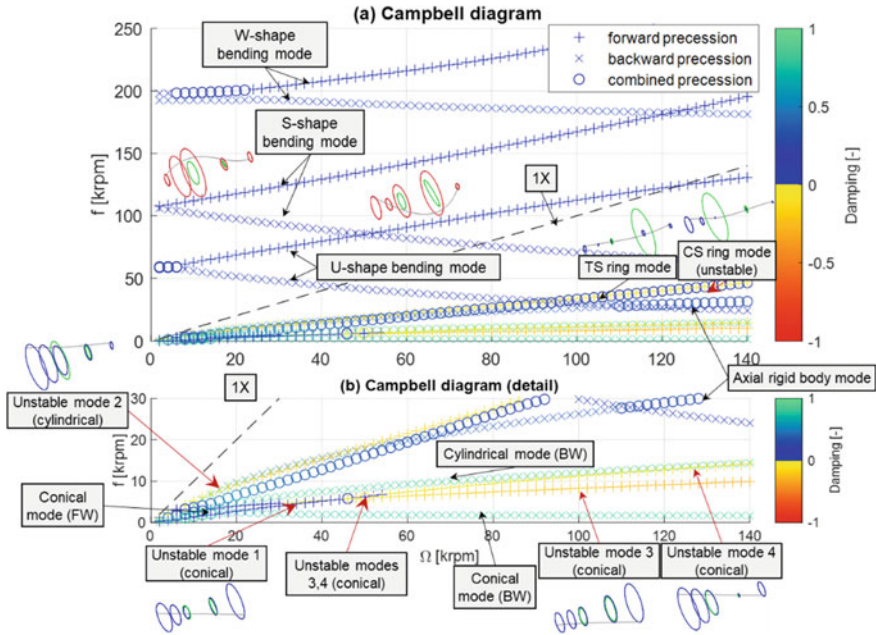 (a) Campbell diagram
W-shape
bending mode
+ forward precession
× backward precession
○ combined precession
S-shape
bending mode
1X
U-shape bending mode
TS ring mode
CS ring mode
(unstable)
f [krpm]
250
200
150
100
50
0
0 20 40 60 80 100 120 140
Damping [-]
1
0.5
0
-0.5
-1
1X
(b) Campbell diagram (detail)
Axial rigid body mode
Unstable mode 2
(cylindrical)
Cylindrical mode (BW)
Conical
mode (FW)
f [krpm]
30
20
10
0
0 20 40 60 80 100 120 140
Ω [krpm]
Damping [-]
1
0.5
0
-0.5
-1
Unstable mode 1
(conical)
Unstable modes
3,4 (conical)
Conical
mode (BW)
Unstable mode 3
(conical)
Unstable mode 4
(conical)